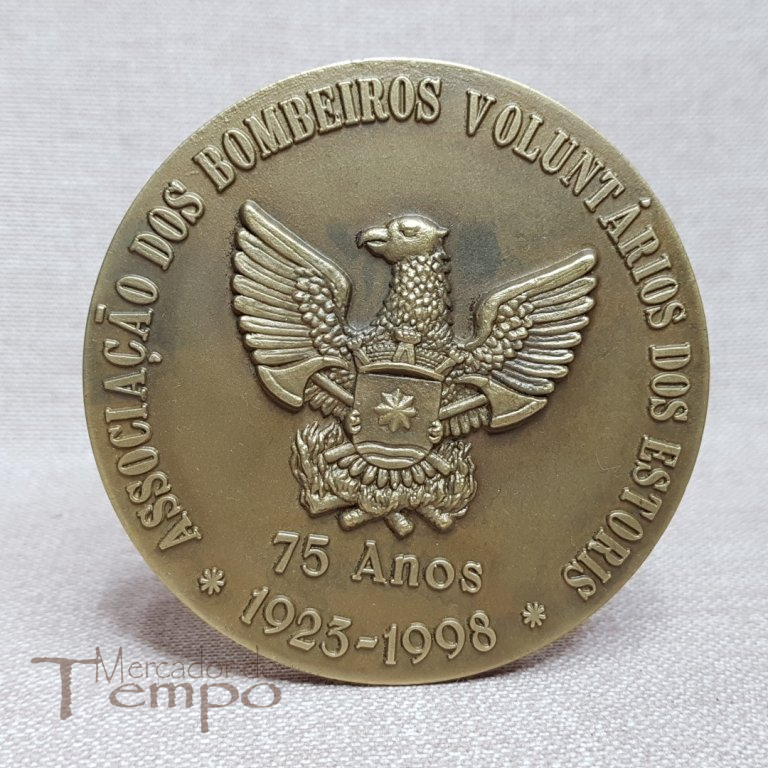 ASSOCIAÇÃO DOS BOMBEIROS VOLUNTÁRIOS DOS ESTORIS
75 Anos
* 1923-1998 *
Mercador do
Tempo